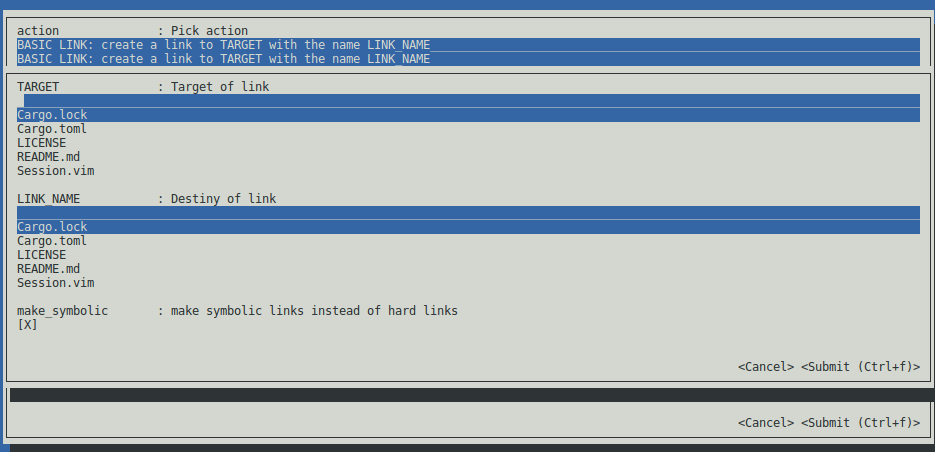 action              : Pick action
BASIC LINK: create a link to TARGET with the name LINK_NAME
BASIC LINK: create a link to TARGET with the name LINK_NAME
TARGET              : Target of link
Cargo.lock
Cargo.toml
LICENSE
README.md
Session.vim
LINK_NAME           : Destiny of link
Cargo.lock
Cargo.toml
LICENSE
README.md
Session.vim
make_symbolic       : make symbolic links instead of hard links
[X]
<Cancel> <Submit (Ctrl+f)>
<Cancel> <Submit (Ctrl+f)>